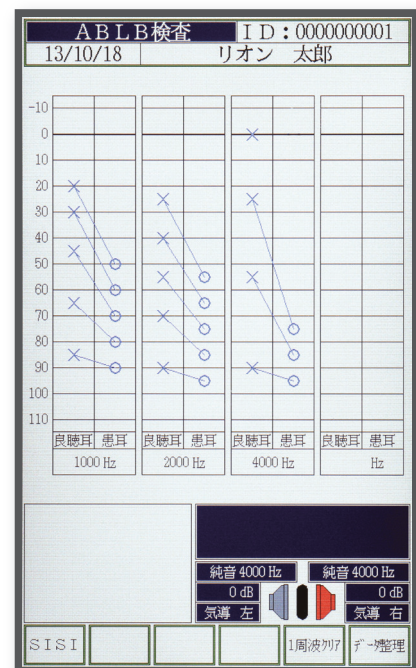 ABLB検査 ID:0000000001
13/10/18 リオン 太郎
-10
0
10
20
30
40
50
60
70
80
90
100
110
良聴耳 患耳 良聴耳 患耳 良聴耳 患耳 良聴耳 患耳
1000 Hz 2000 Hz 4000 Hz Hz
純音 4000 Hz 純音 4000 Hz
0 dB 0 dB
気導 左 気導 右
SISI 1周波クリア データ整理